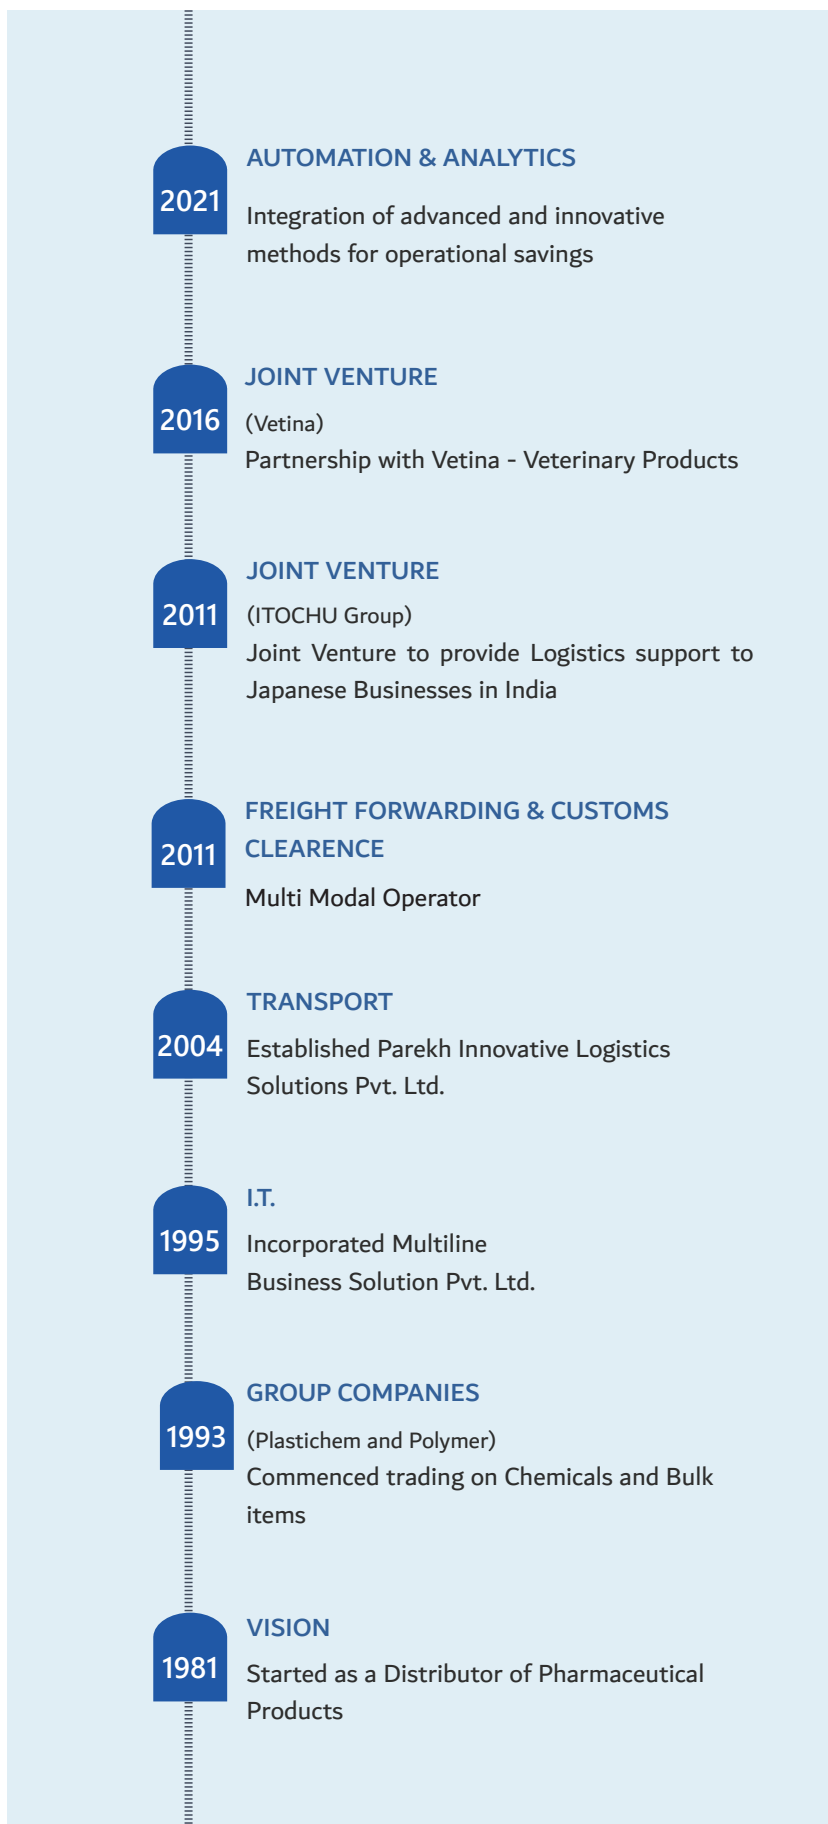 AUTOMATION & ANALYTICS
2021
Integration of advanced and innovative
methods for operational savings
JOINT VENTURE
2016
(Vetina)
Partnership with Vetina - Veterinary Products
JOINT VENTURE
2011
(ITOCHU Group)
Joint Venture to provide Logistics support to
Japanese Businesses in India
FREIGHT FORWARDING & CUSTOMS
CLEARENCE
2011
Multi Modal Operator
TRANSPORT
2004
Established Parekh Innovative Logistics
Solutions Pvt. Ltd.
I.T.
1995
Incorporated Multiline
Business Solution Pvt. Ltd.
GROUP COMPANIES
1993
(Plastichem and Polymer)
Commenced trading on Chemicals and Bulk
items
VISION
1981
Started as a Distributor of Pharmaceutical
Products